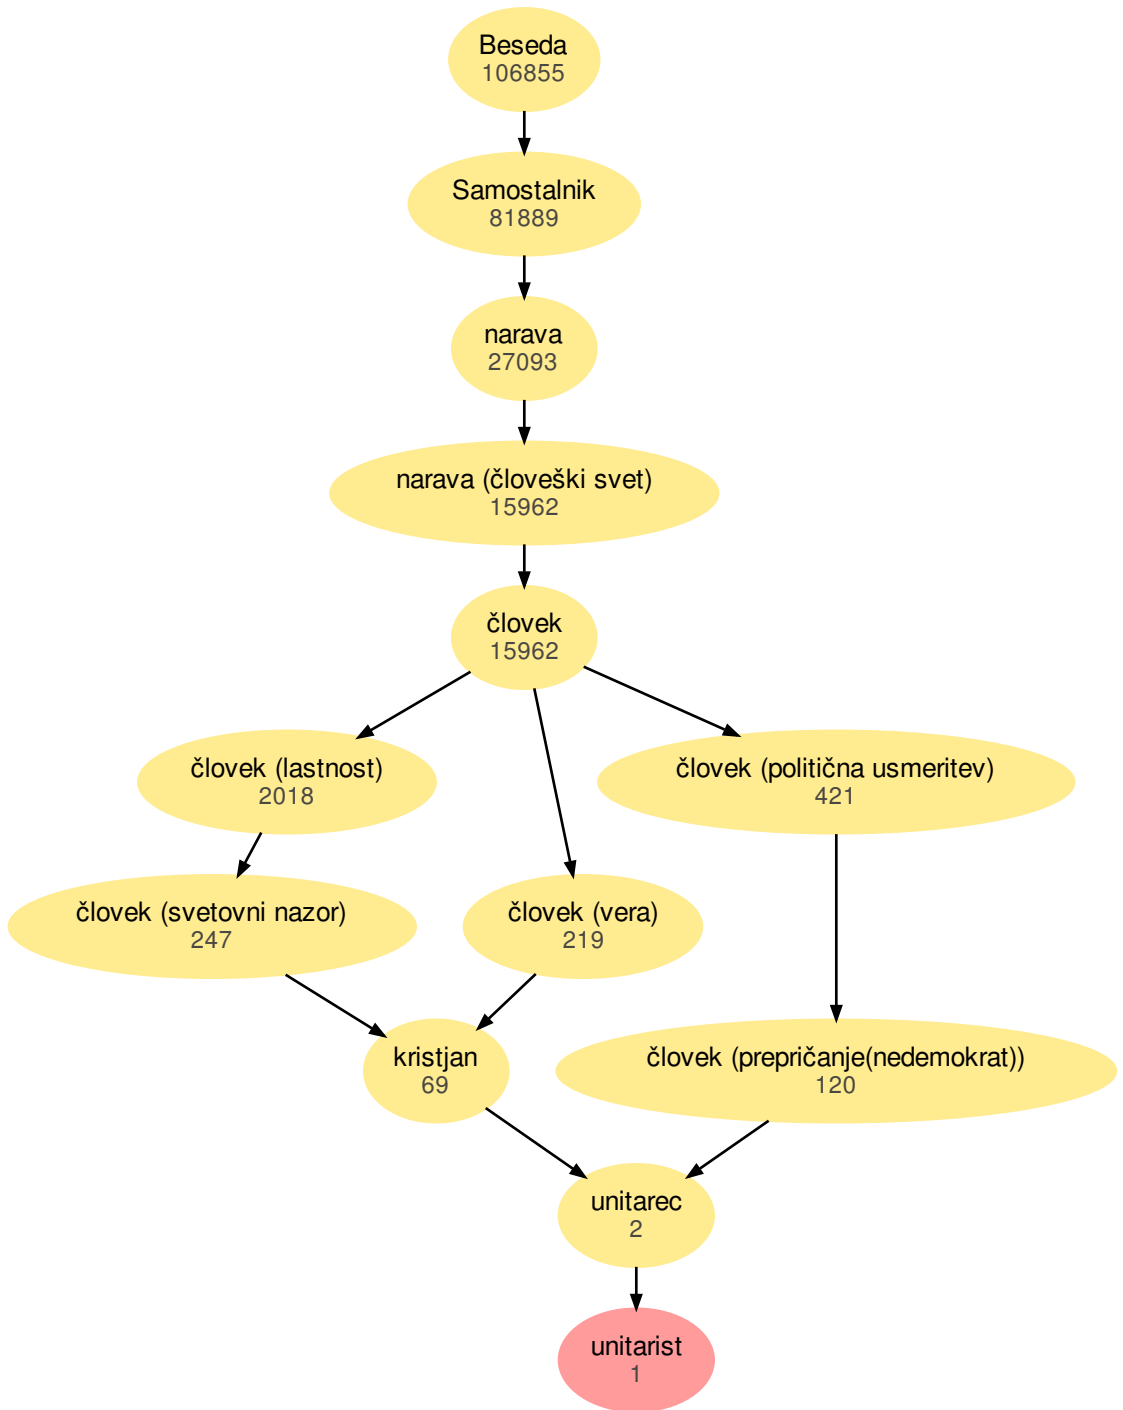 Beseda
106855
Samostalnik
81889
narava
27093
narava (človeški svet)
15962
človek
15962
človek (lastnost)
2018
človek (politična usmeritev)
421
človek (svetovni nazor)
247
človek (vera)
219
kristjan
69
človek (prepričanje(nedemokrat))
120
unitarec
2
unitarist
1